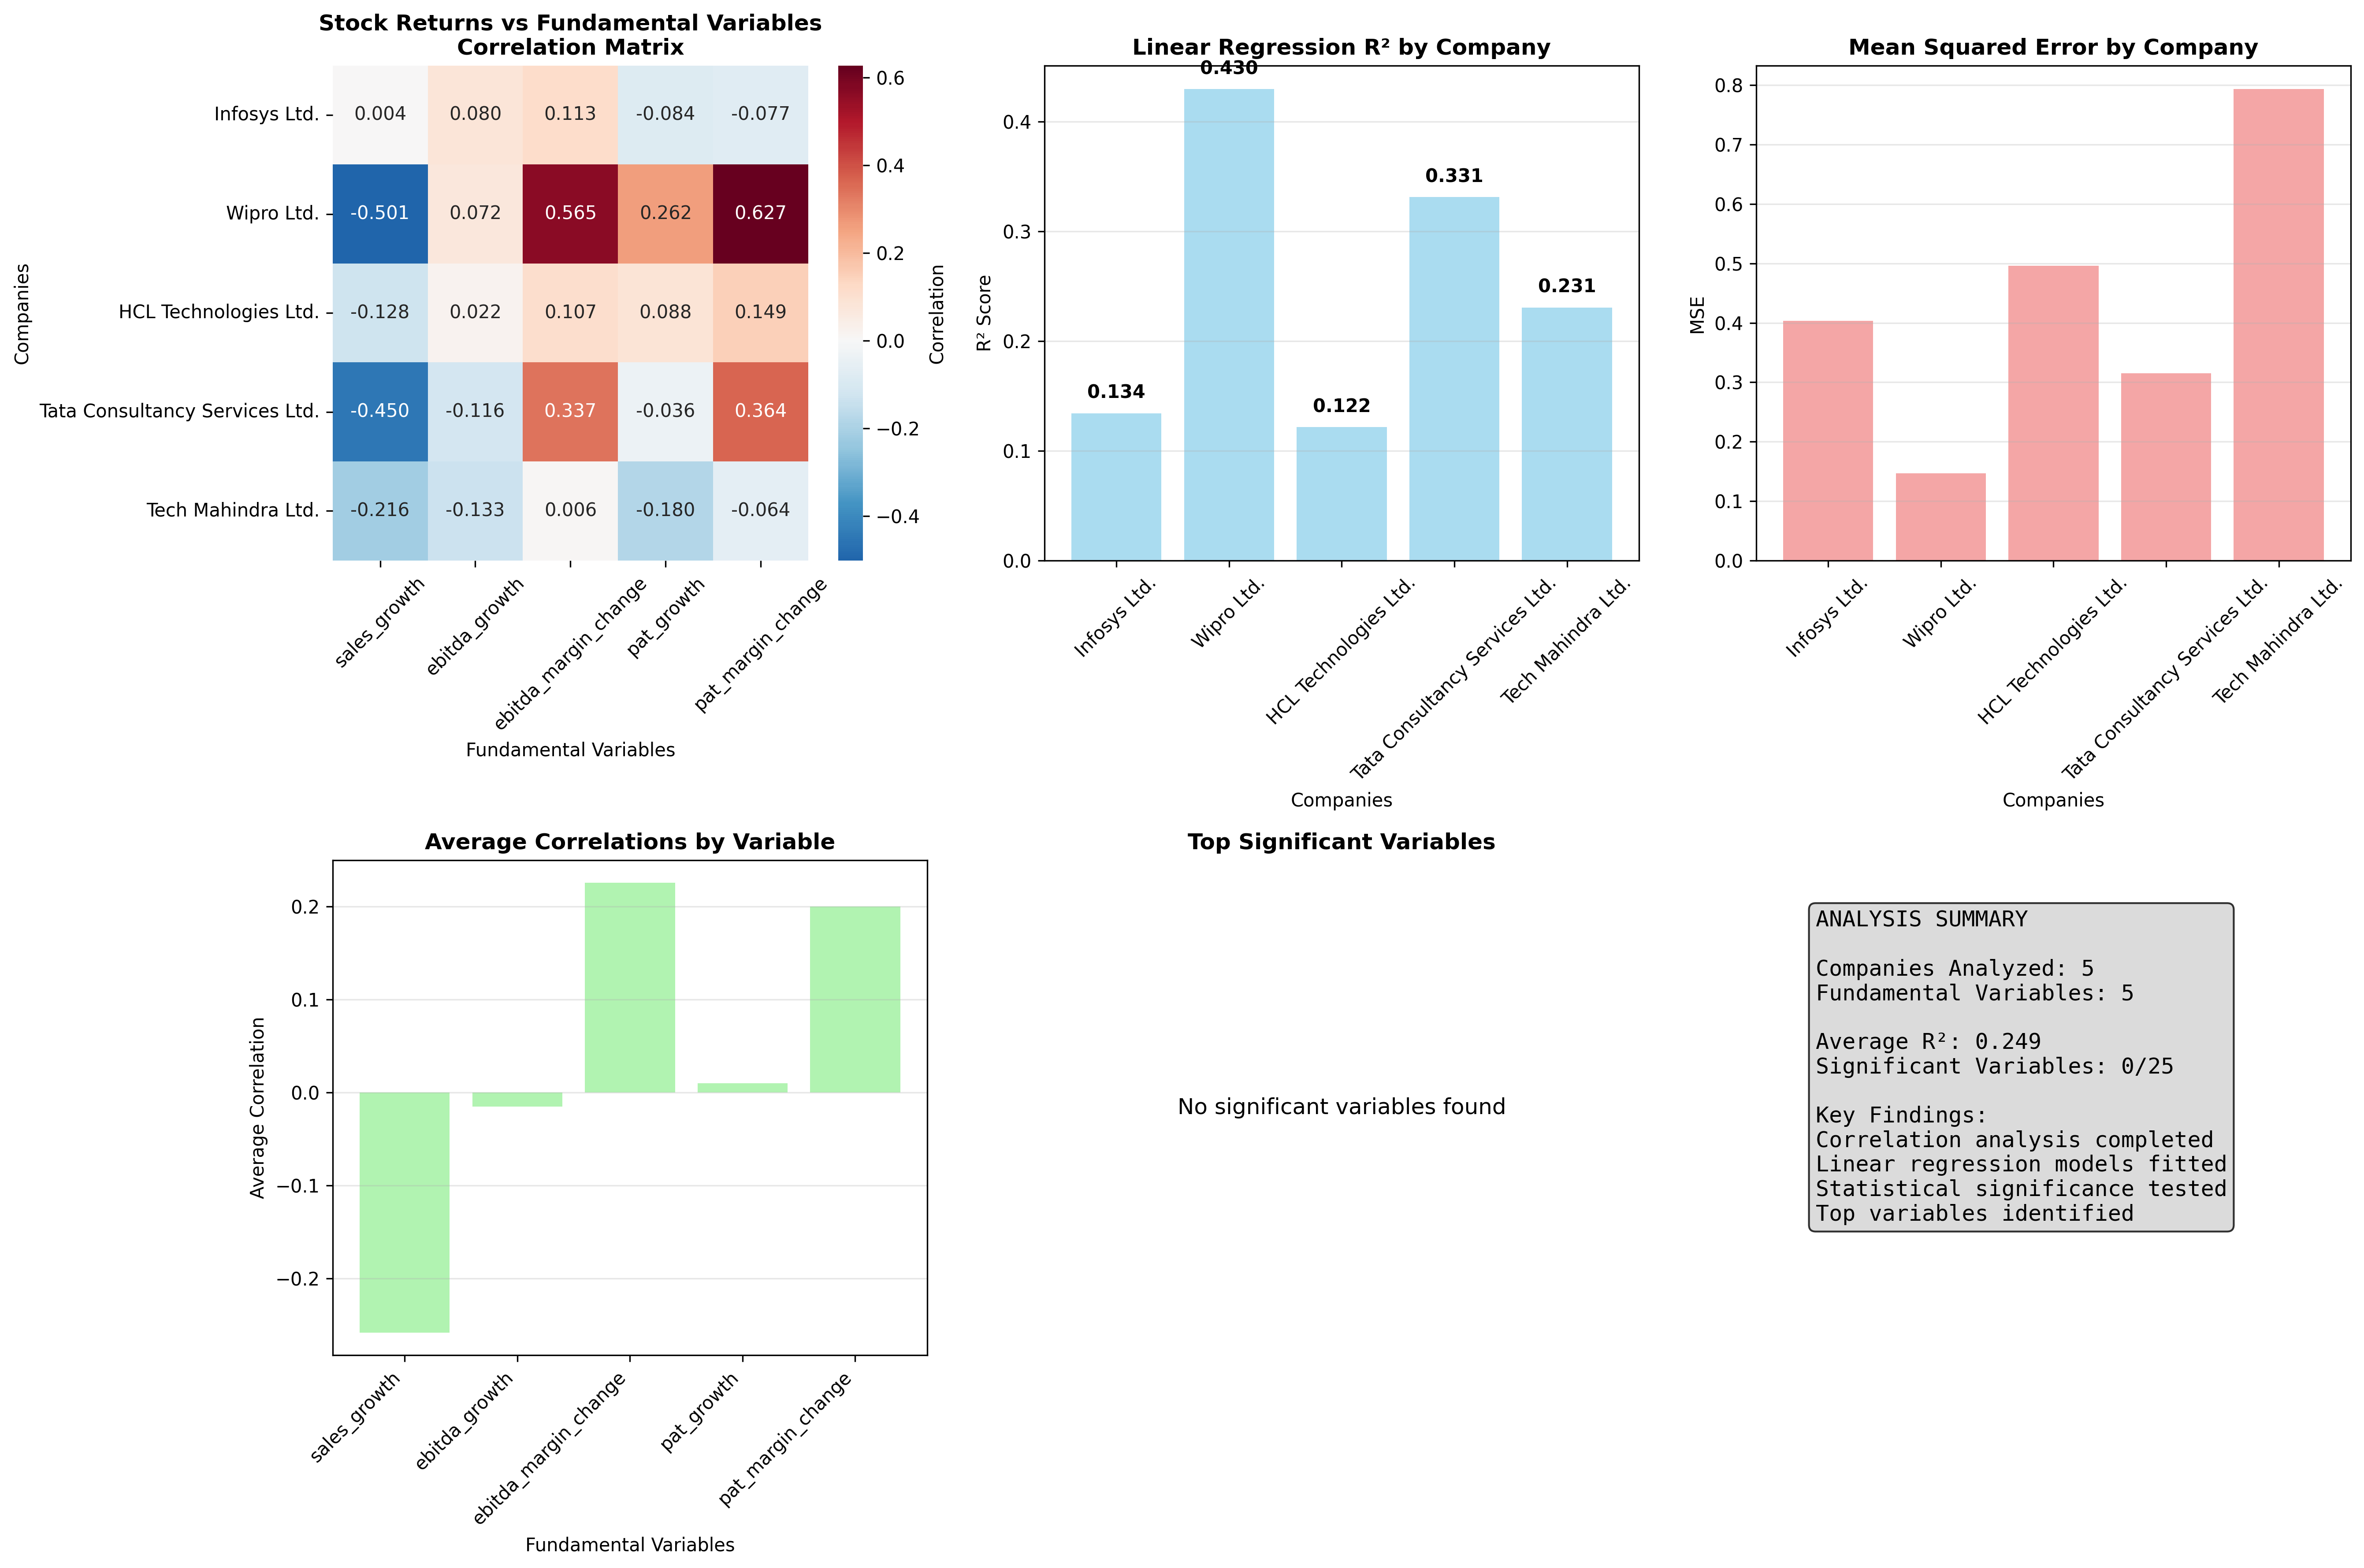 Stock Returns vs Fundamental Variables
Correlation Matrix
Companies
Infosys Ltd.
Wipro Ltd.
HCL Technologies Ltd.
Tata Consultancy Services Ltd.
Tech Mahindra Ltd.
0.004 0.080 0.113 -0.084 -0.077
-0.501 0.072 0.565 0.262 0.627
-0.128 0.022 0.107 0.088 0.149
-0.450 -0.116 0.337 -0.036 0.364
-0.216 -0.133 0.006 -0.180 -0.064
sales_growth
ebitda_growth
ebitda_margin_change
pat_growth
pat_margin_change
Fundamental Variables
0.6
0.4
0.2
0.0
−0.2
−0.4
Correlation
Linear Regression R² by Company
R² Score
0.4
0.3
0.2
0.1
0.0
0.134
0.430
0.122
0.331
0.231
Infosys Ltd.
Wipro Ltd.
HCL Technologies Ltd.
Tata Consultancy Services Ltd.
Tech Mahindra Ltd.
Companies
Mean Squared Error by Company
MSE
0.8
0.7
0.6
0.5
0.4
0.3
0.2
0.1
0.0
Infosys Ltd.
Wipro Ltd.
HCL Technologies Ltd.
Tata Consultancy Services Ltd.
Tech Mahindra Ltd.
Companies
Average Correlations by Variable
Average Correlation
0.2
0.1
0.0
−0.1
−0.2
sales_growth
ebitda_growth
ebitda_margin_change
pat_growth
pat_margin_change
Fundamental Variables
Top Significant Variables
No significant variables found
ANALYSIS SUMMARY
Companies Analyzed: 5
Fundamental Variables: 5
Average R²: 0.249
Significant Variables: 0/25
Key Findings:
Correlation analysis completed
Linear regression models fitted
Statistical significance tested
Top variables identified